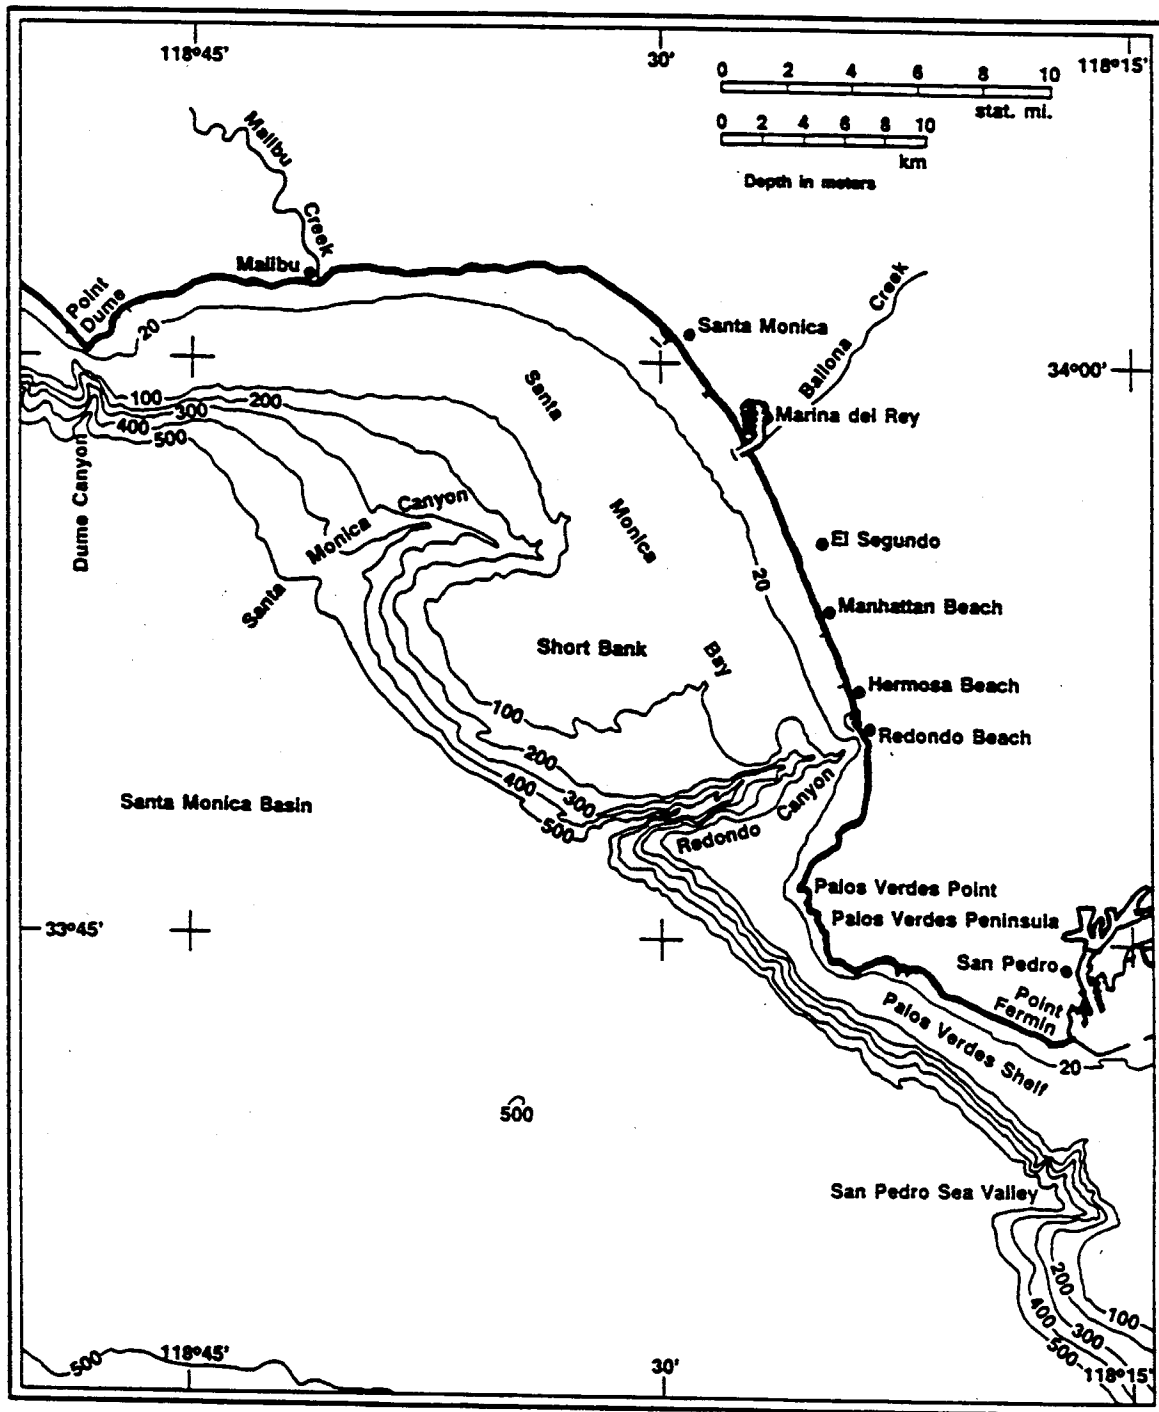 118°45'
30'
118°15'
0 2 4 6 8 10
stat. mi.
0 2 4 6 8 10
km
Depth in meters
Malibu
Creek
Malibu
Point
Dume
20
Creek
Ballona
Santa Monica
34°00'
Marina del Rey
100
200
300
400
500
Dume Canyon
Santa
Monica
Bay
Santa
Monica
Canyon
El Segundo
20
Manhattan Beach
Short Bank
Hermosa Beach
Redondo Beach
100
200
300
400
500
Santa Monica Basin
Redondo
Canyon
Palos Verdes Point
Palos Verdes Peninsula
33°45'
San Pedro
Point
Fermin
Palos Verdes Shelf
20
500
San Pedro Sea Valley
200
100
400
300
500
500
118°45'
30'
118°15'